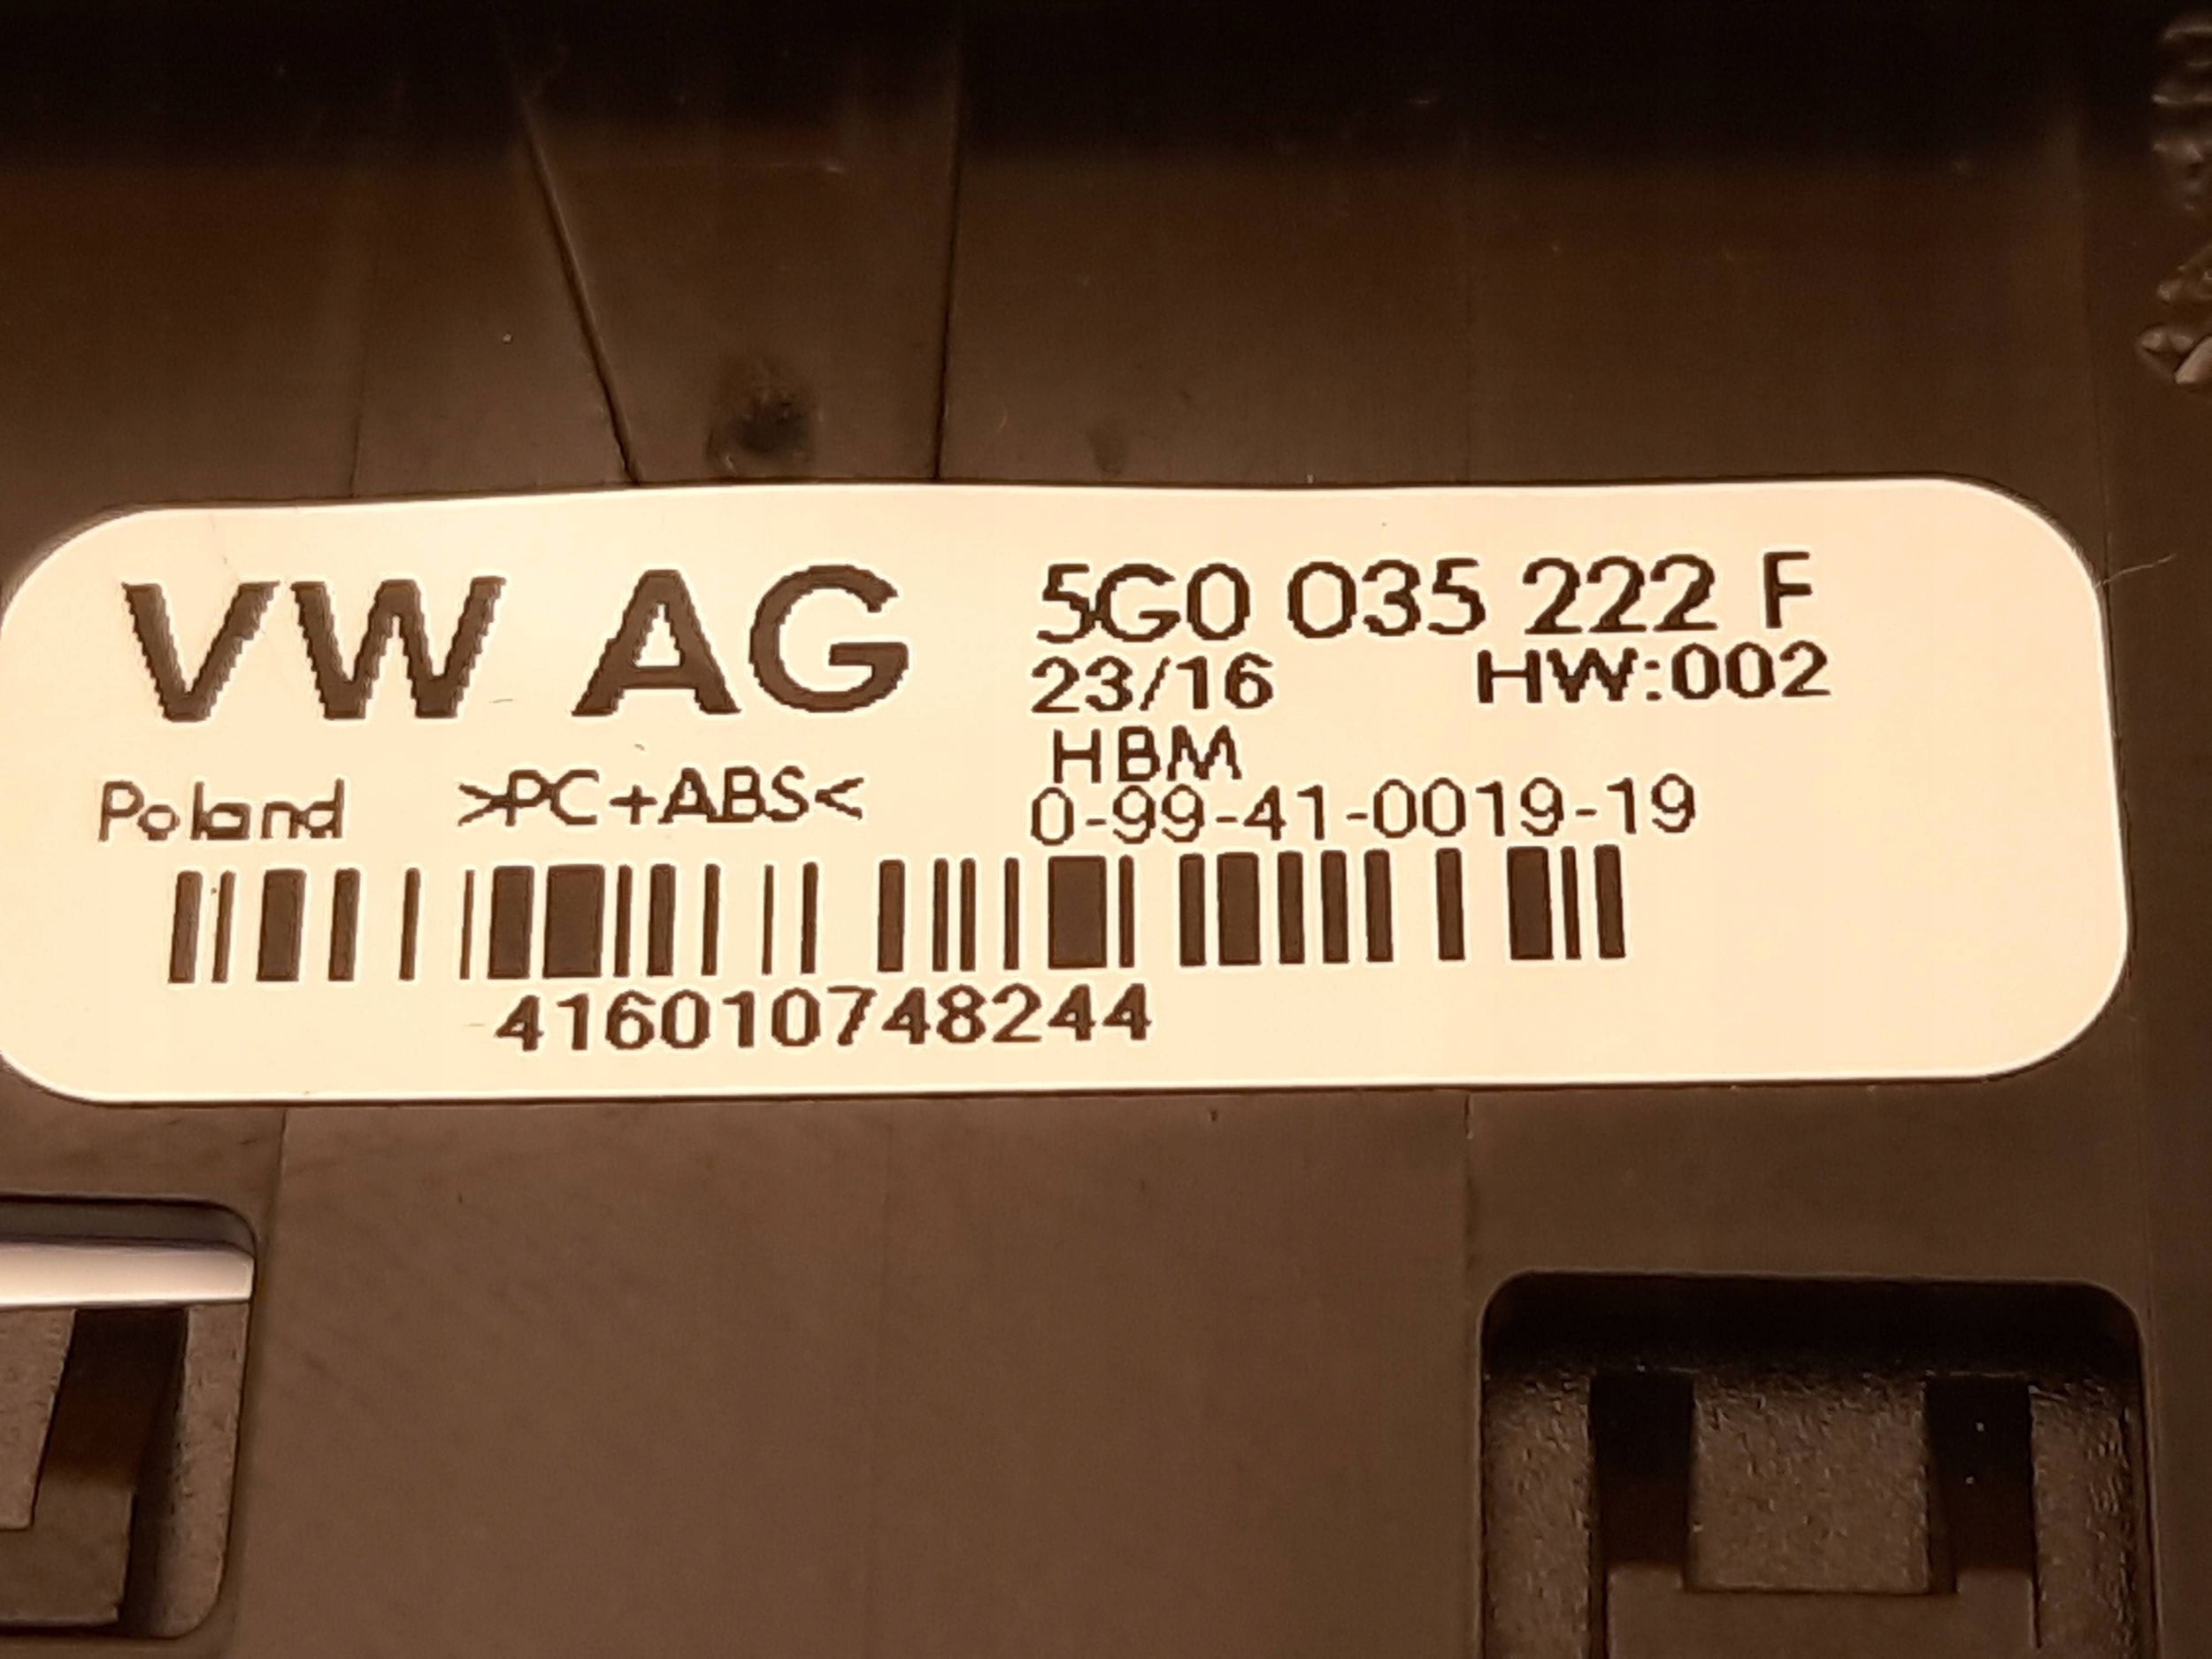 VW AG
5G0 035 222 F
23/16 HW:002
HBM
Poland >PC+ABS<
0-99-41-0019-19
416010748244